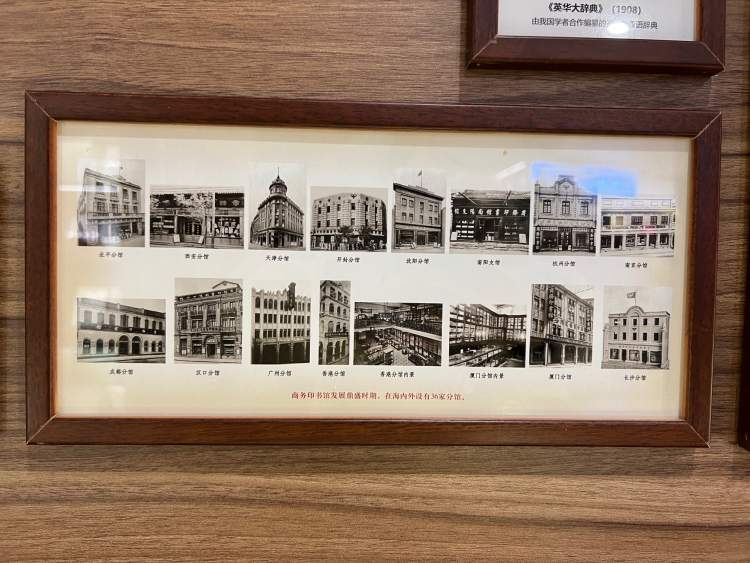 《英华大辞典》（1908）
由我国学者合作编纂的 语辞典
北平分馆 西安分馆 天津分馆 开封分馆 沈阳分馆 南阳支馆 杭州分馆 南京分馆
成都分馆 汉口分馆 广州分馆 香港分馆 香港分馆内景 厦门分馆内景 厦门分馆 长沙分馆
商务印书馆发展鼎盛时期，在海内外设有36家分馆。